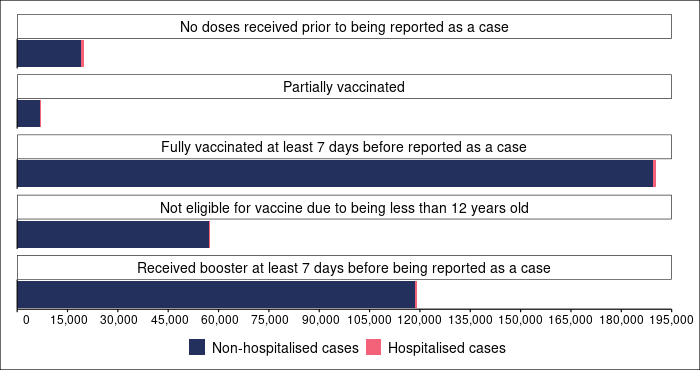 No doses received prior to being reported as a case
Partially vaccinated
Fully vaccinated at least 7 days before reported as a case
Not eligible for vaccine due to being less than 12 years old
Received booster at least 7 days before being reported as a case
0 15,000 30,000 45,000 60,000 75,000 90,000 105,000 120,000 135,000 150,000 165,000 180,000 195,000
Non-hospitalised cases Hospitalised cases